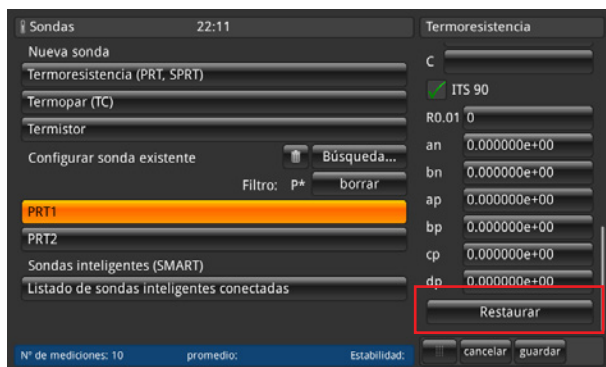 Sondas 22:11
Nueva sonda
Termoresistencia (PRT, SPRT)
Termopar (TC)
Termistor
Configurar sonda existente Búsqueda...
Filtro: P* borrar
PRT1
PRT2
Sondas inteligentes (SMART)
Listado de sondas inteligentes conectadas
Nº de mediciones: 10 promedio: Estabilidad:
Termoresistencia
C
ITS 90
R0.01 0
an 0.000000e+00
bn 0.000000e+00
ap 0.000000e+00
bp 0.000000e+00
cp 0.000000e+00
dp 0.000000e+00
Restaurar
cancelar guardar